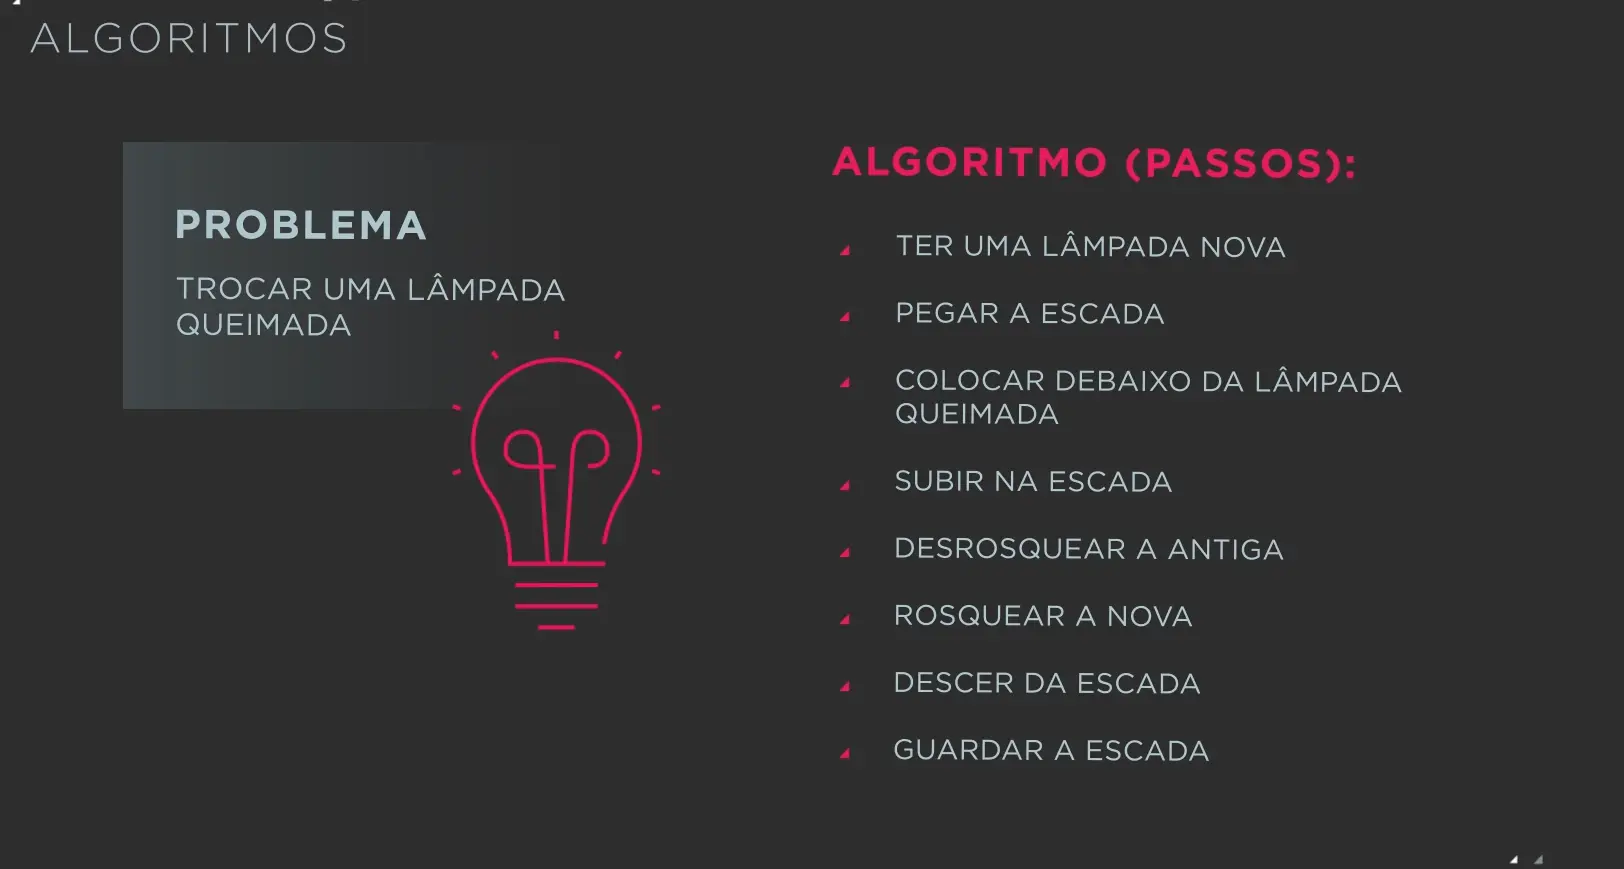 ALGORITMOS
PROBLEMA
TROCAR UMA LÂMPADA
QUEIMADA
ALGORITMO (PASSOS):
TER UMA LÂMPADA NOVA
PEGAR A ESCADA
COLOCAR DEBAIXO DA LÂMPADA
QUEIMADA
SUBIR NA ESCADA
DESROSQUEAR A ANTIGA
ROSQUEAR A NOVA
DESCER DA ESCADA
GUARDAR A ESCADA